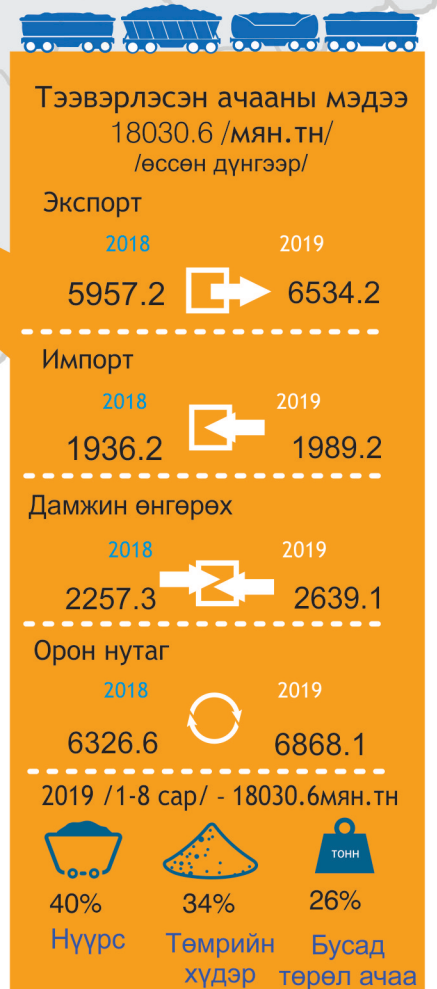 Тээвэрлэсэн ачааны мэдээ
18030.6 /мян.тн/
/өссөн дүнгээр/
Экспорт
2018 2019
5957.2 6534.2
Импорт
2018 2019
1936.2 1989.2
Дамжин өнгөрөх
2018 2019
2257.3 2639.1
Орон нутаг
2018 2019
6326.6 6868.1
2019 /1-8 сар/ - 18030.6мян.тн
тонн
40% 34% 26%
Нүүрс Төмрийн Бусад
хүдэр төрөл ачаа